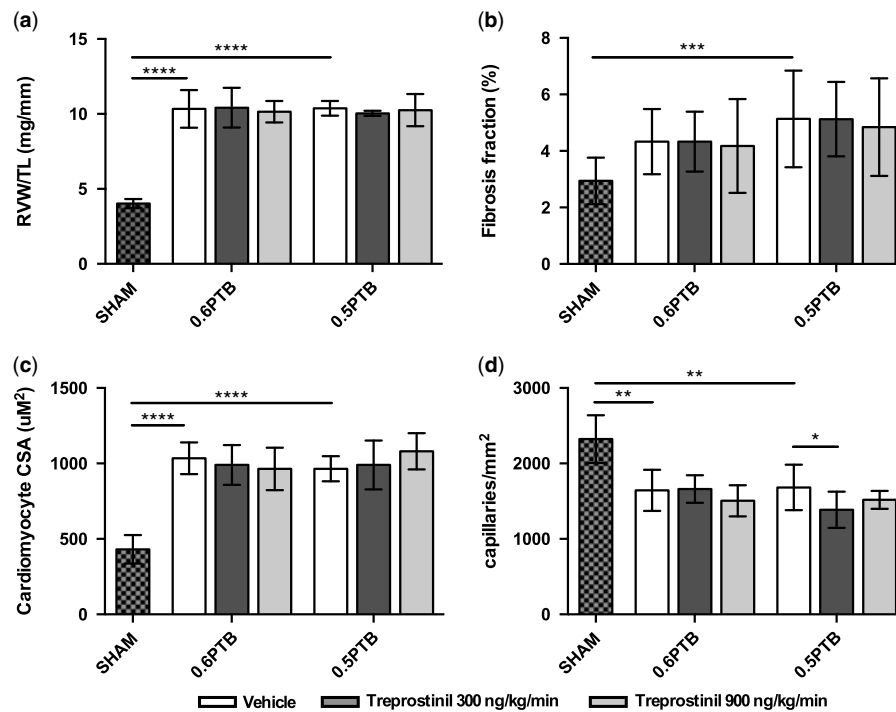 (a)
RVW/TL (mg/mm)
15
10
5
0
****
****
SHAM
0.6PTB
0.5PTB
(b)
Fibrosis fraction (%)
8
6
4
2
0
***
SHAM
0.6PTB
0.5PTB
(c)
Cardiomyocyte CSA (uM²)
1500
1000
500
0
****
****
SHAM
0.6PTB
0.5PTB
(d)
capillaries/mm²
3000
2000
1000
0
**
**
*
SHAM
0.6PTB
0.5PTB
Vehicle Treprostinil 300 ng/kg/min Treprostinil 900 ng/kg/min